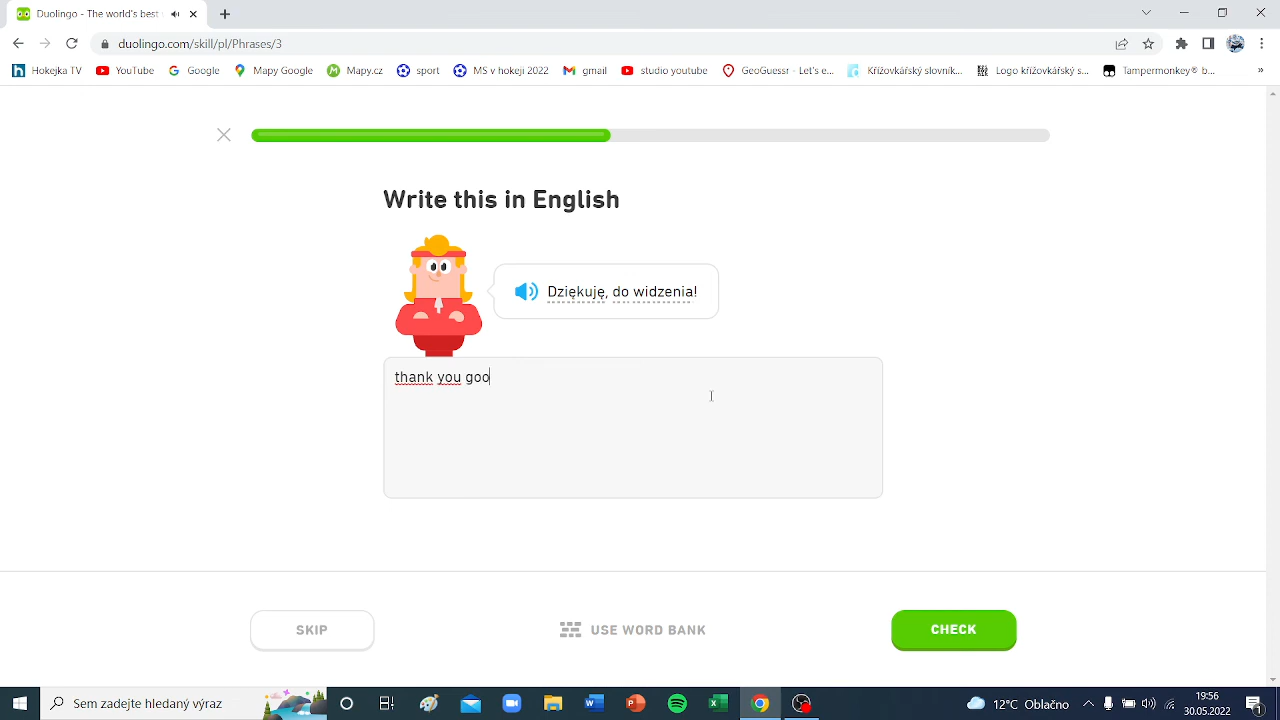 Duolingo - The world's best
duolingo.com/skill/pl/Phrases/3
Hokejka TV YouTube Google Mapy Google Mapy.cz sport MS v hokeji 2022 gmail studio youtube GeoGuessr - Let's e... Křížovkářský slovník... Logo křížovkářský s... Tampermonkey® b... »
Write this in English
Dziękuję, do widzenia!
thank you goo
SKIP
USE WORD BANK
CHECK
Sem zadejte hledaný výraz
12°C Oblačno
19:56
30.05.2022